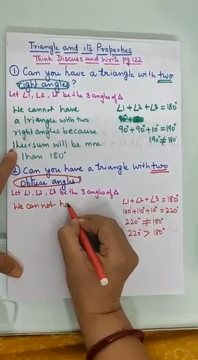 Triangle and its Properties
Think Discuss and Write pg 122
① Can you have a triangle with two
right angles?
Let ∠1, ∠2, ∠3 be the 3 angles of Δ
We cannot have
a triangle with two
right angles because
their sum will be more
than 180°
∠1 + ∠2 + ∠3 = 180°
90° + 90° + 10° = 190°
190° ≠ 180°
② Can you have a triangle with two
obtuse angles
Let ∠1, ∠2, ∠3 be the 3 angles of Δ
We can not h
∠1 + ∠2 + ∠3 = 180°
110° + 10° = 220°
220° ≠ 180°
220° > 180°